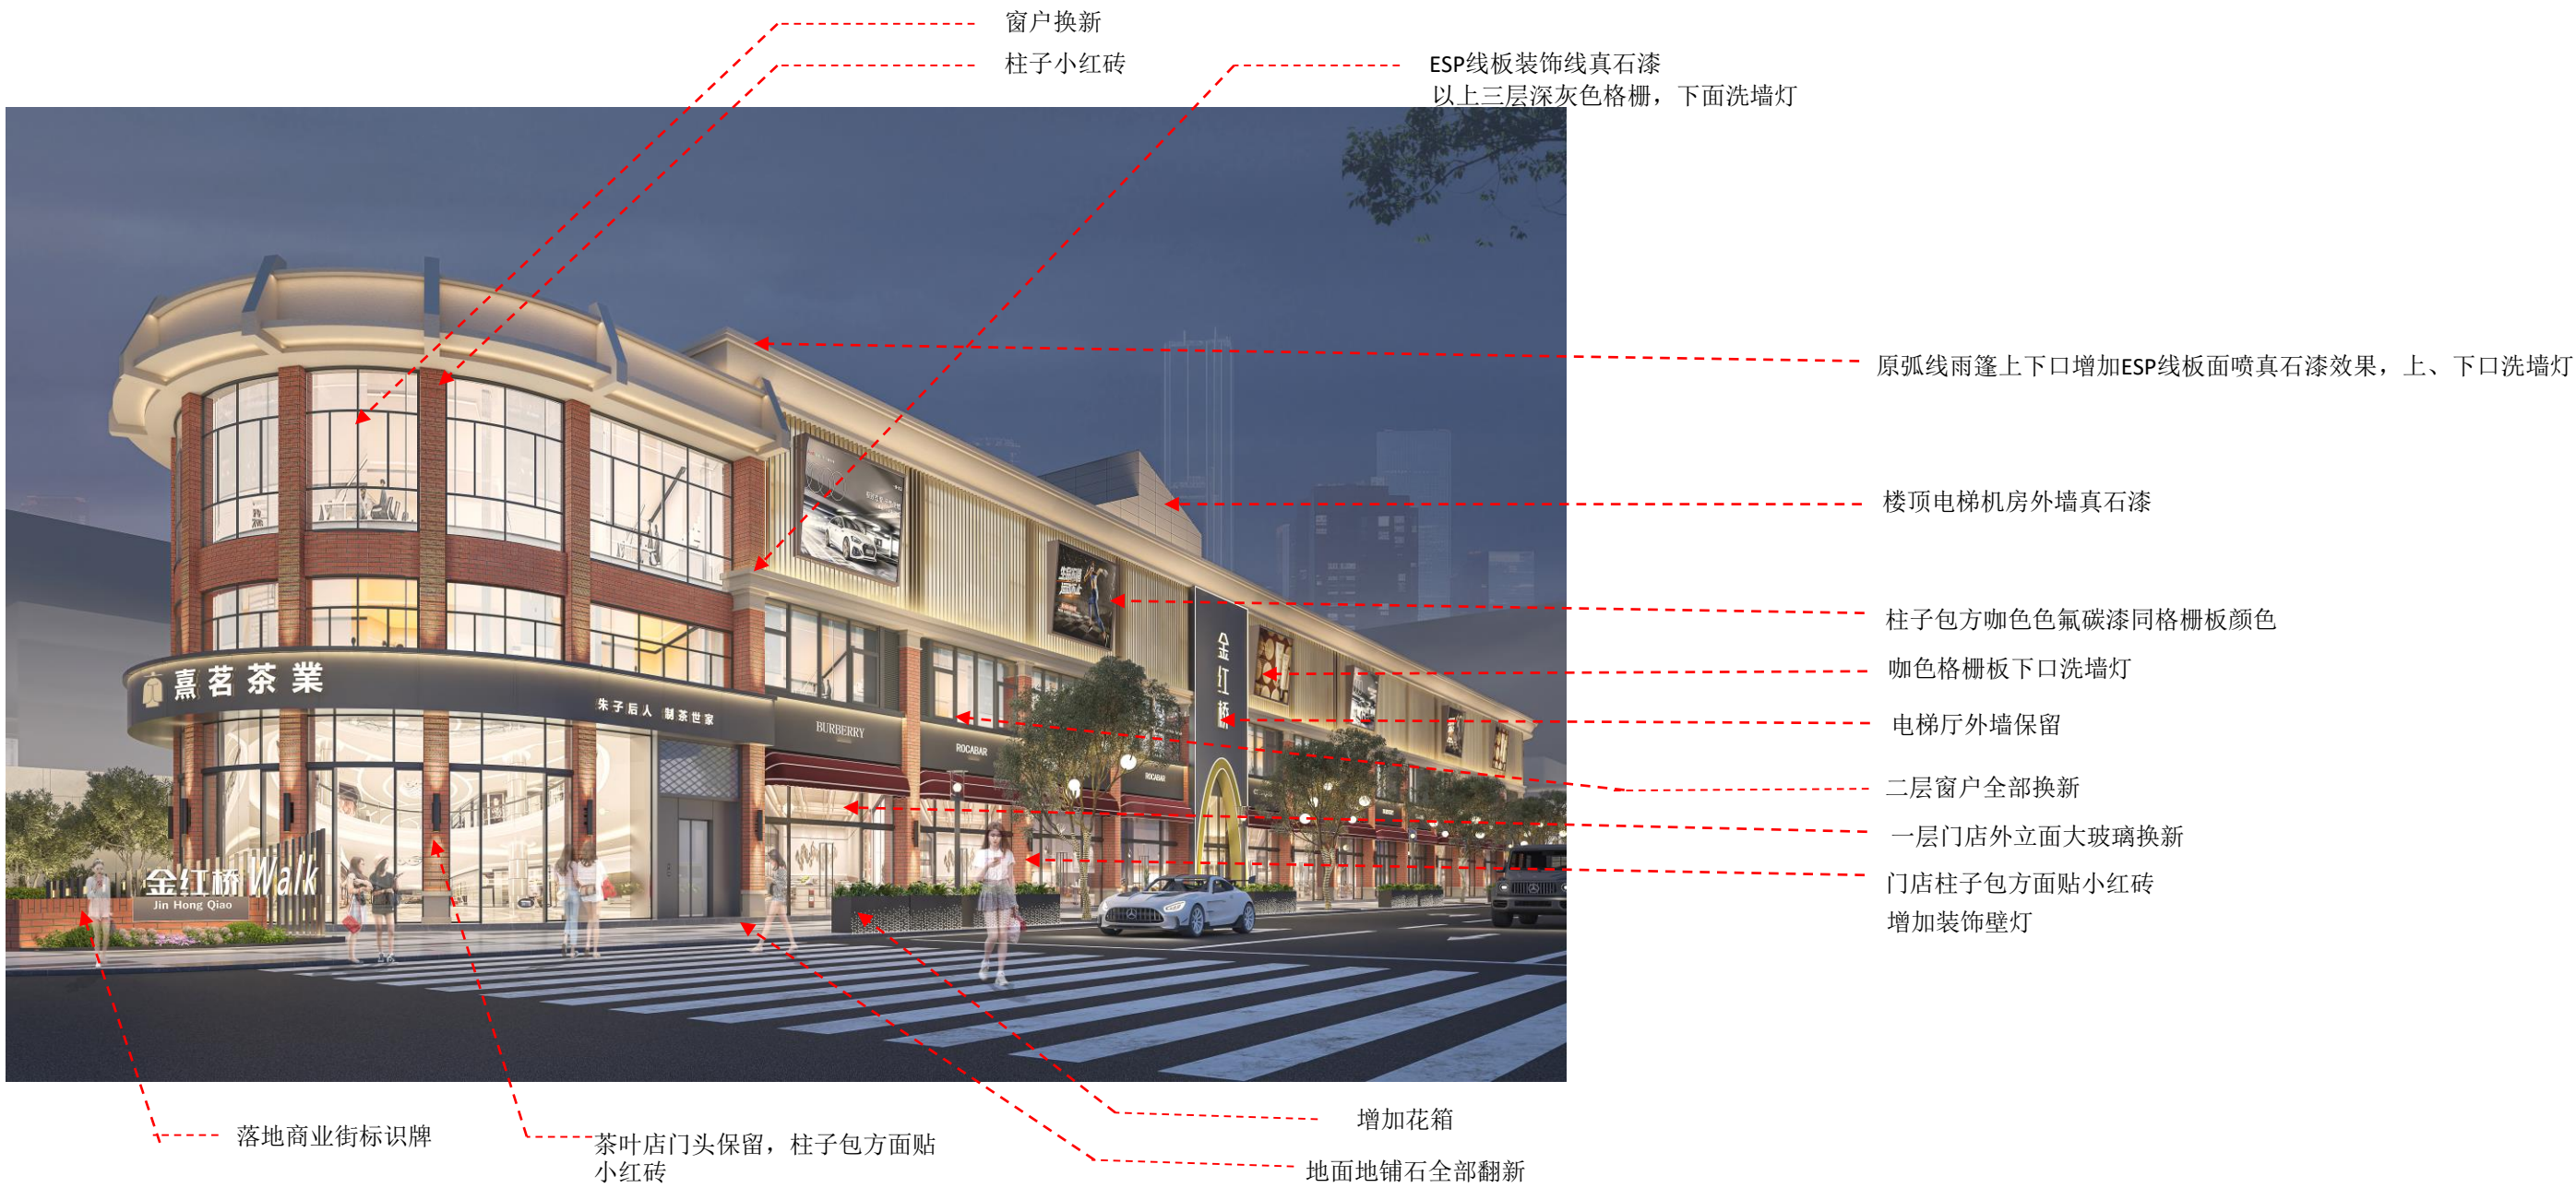 窗户换新
柱子小红砖
ESP线板装饰线真石漆
以上三层深灰色格栅，下面洗墙灯
原弧线雨篷上下口增加ESP线板面喷真石漆效果，上、下口洗墙灯
楼顶电梯机房外墙真石漆
柱子包方咖色色氟碳漆同格栅板颜色
咖色格栅板下口洗墙灯
电梯厅外墙保留
二层窗户全部换新
一层门店外立面大玻璃换新
门店柱子包方面贴小红砖
增加装饰壁灯
金红桥
熹茗茶業
朱子后人 制茶世家
BURBERRY
ROCABAR
ROCABAR
金红桥 Walk
Jin Hong Qiao
落地商业街标识牌
茶叶店门头保留，柱子包方面贴
小红砖
增加花箱
地面地铺石全部翻新